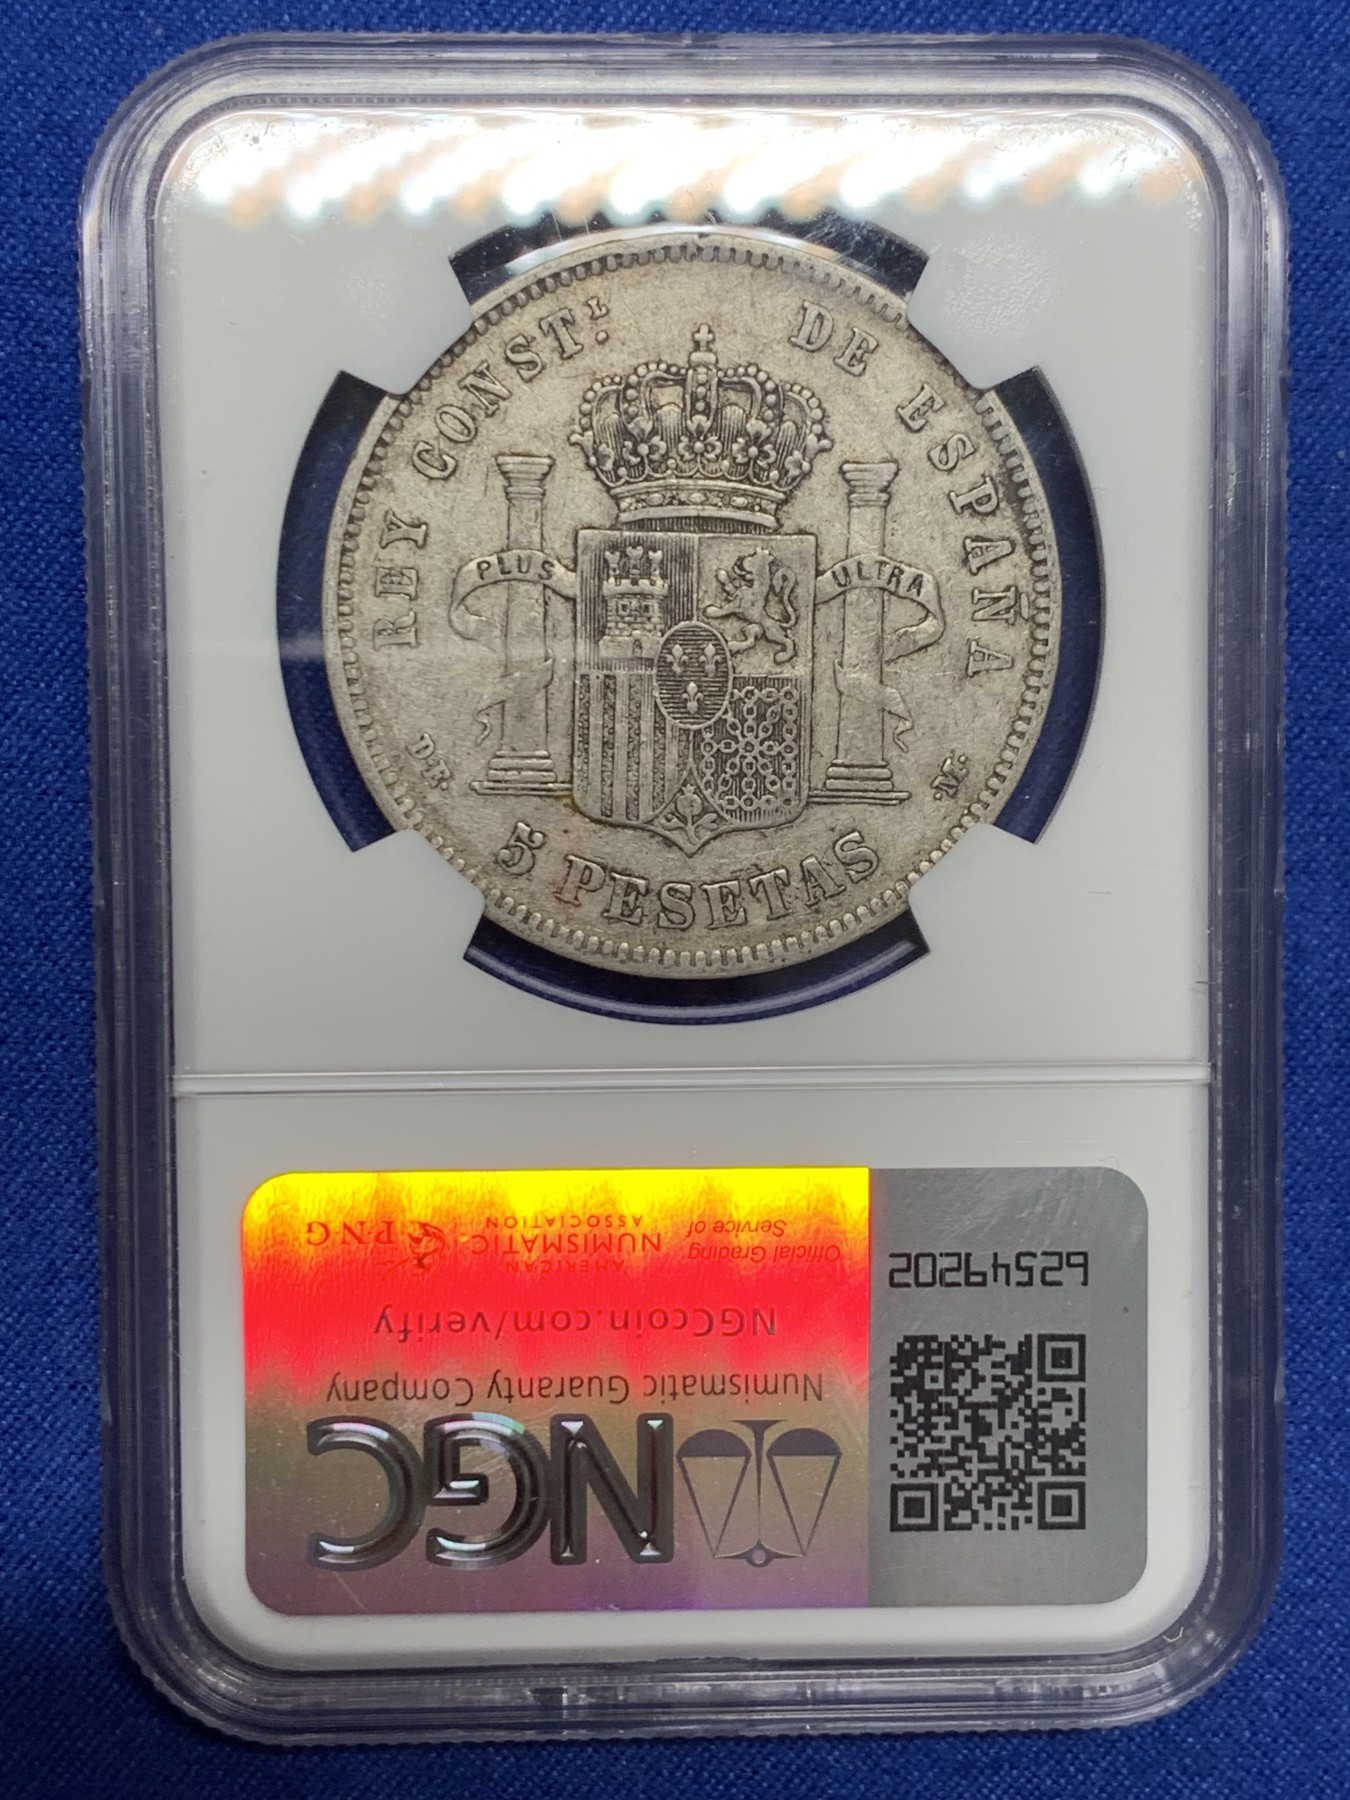 REY CONST.L DE ESPAÑA
PLUS ULTRA
D.E. .M.
5 PESETAS
NGC
Numismatic Guaranty Company
NGCcoin.com/verify
Official Grading Service of
AMERICAN NUMISMATIC ASSOCIATION
PNG
62549202